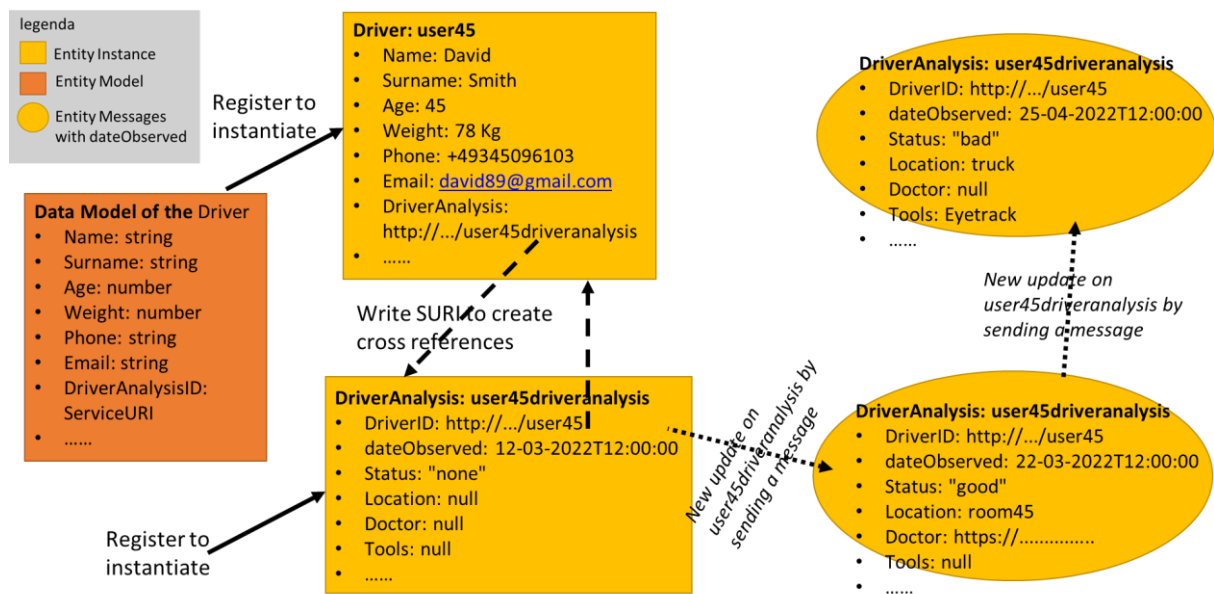 legenda
Entity Instance
Entity Model
Entity Messages
with dateObserved
Register to
instantiate
Data Model of the Driver
• Name: string
• Surname: string
• Age: number
• Weight: number
• Phone: string
• Email: string
• DriverAnalysisID:
ServiceURI
• ......
Driver: user45
• Name: David
• Surname: Smith
• Age: 45
• Weight: 78 Kg
• Phone: +49345096103
• Email: david89@gmail.com
• DriverAnalysis:
http://.../user45driveranalysis
• ......
Write SURI to create
cross references
Register to
instantiate
DriverAnalysis: user45driveranalysis
• DriverID: http://.../user45
• dateObserved: 12-03-2022T12:00:00
• Status: "none"
• Location: null
• Doctor: null
• Tools: null
• ......
New update on
user45driveranalysis by
sending a message
DriverAnalysis: user45driveranalysis
• DriverID: http://.../user45
• dateObserved: 22-03-2022T12:00:00
• Status: "good"
• Location: room45
• Doctor: https://...............
• Tools: null
• ......
New update on
user45driveranalysis by
sending a message
DriverAnalysis: user45driveranalysis
• DriverID: http://.../user45
• dateObserved: 25-04-2022T12:00:00
• Status: "bad"
• Location: truck
• Doctor: null
• Tools: Eyetrack
• ......